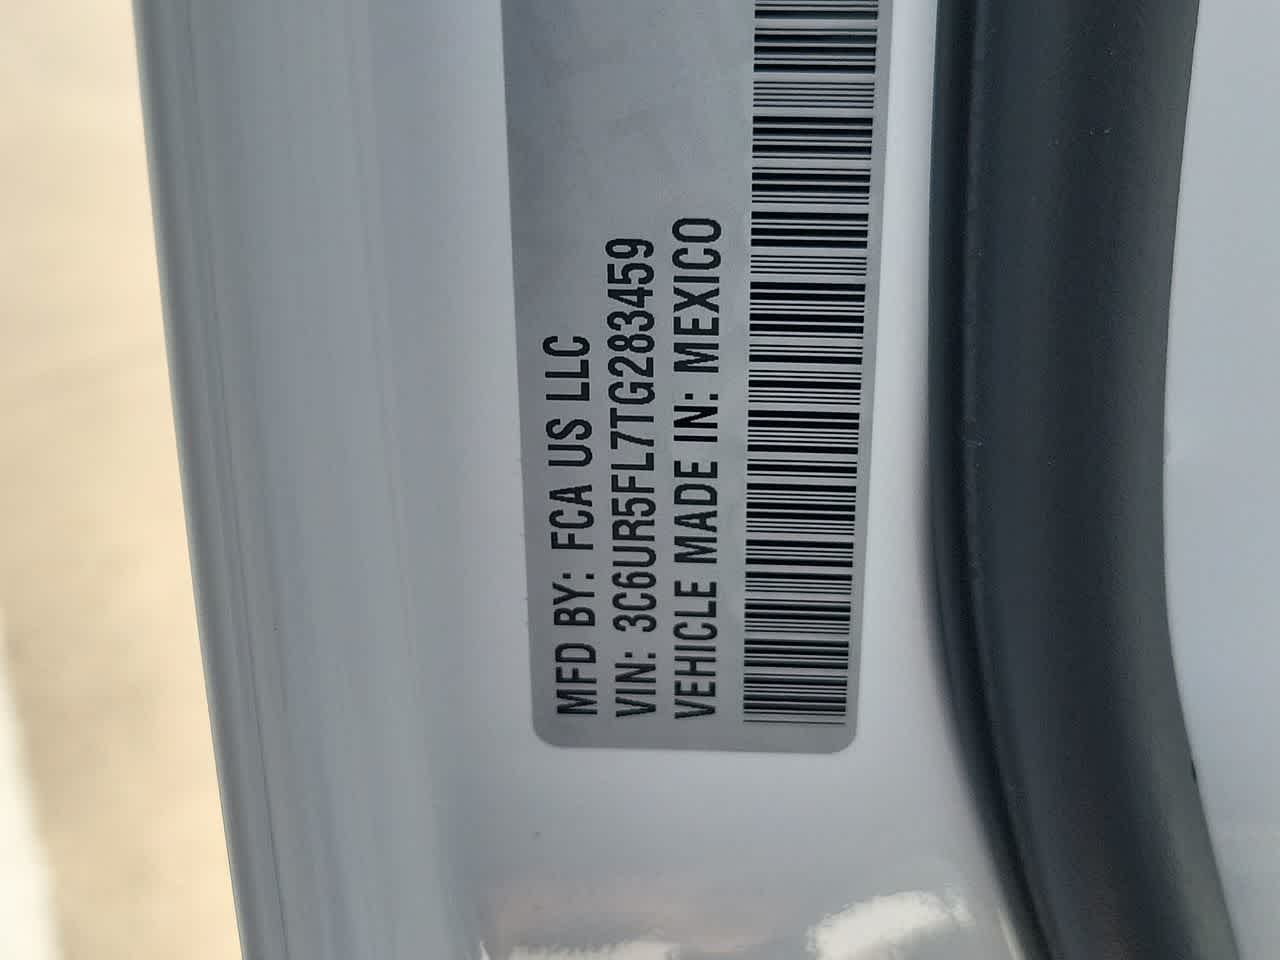 MFD BY: FCA US LLC
VIN: 3C6UR5FL7TG283459
VEHICLE MADE IN: MEXICO